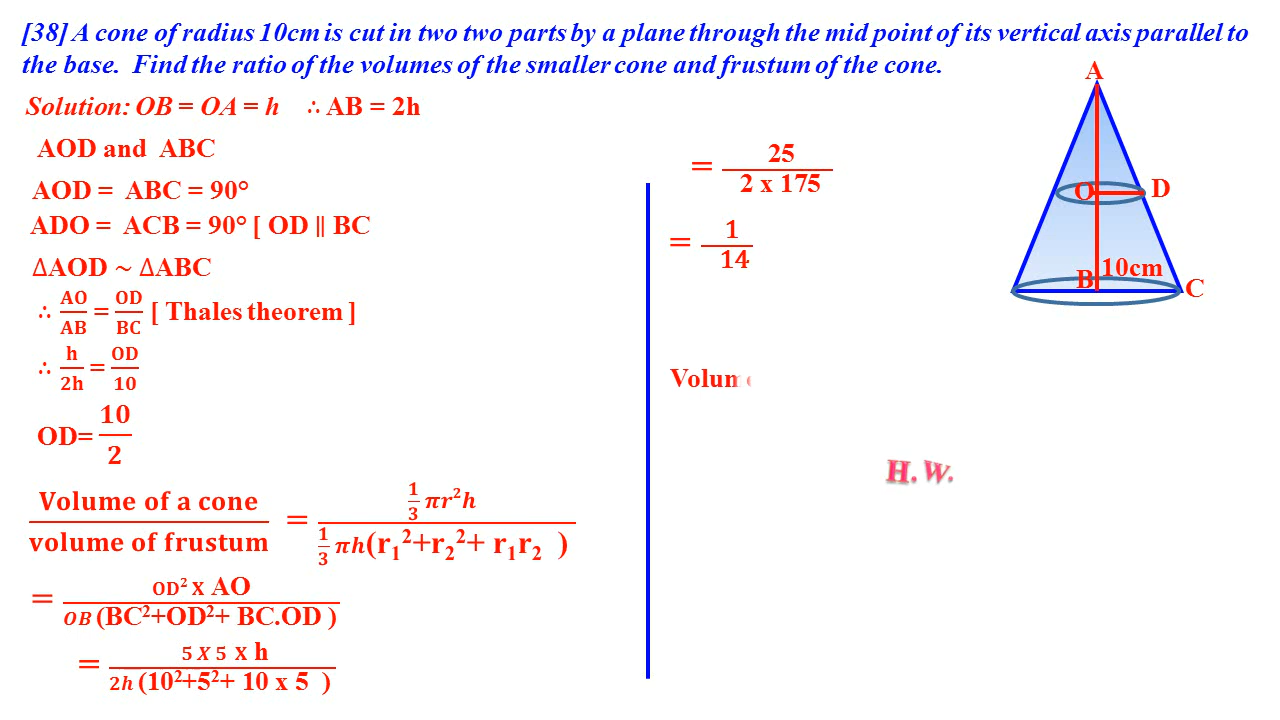 [38] A cone of radius 10cm is cut in two two parts by a plane through the mid point of its vertical axis parallel to
the base. Find the ratio of the volumes of the smaller cone and frustum of the cone.
Solution: OB = OA = h ∴ AB = 2h
AOD and ABC
AOD = ABC = 90°
ADO = ACB = 90° [ OD || BC
∆AOD ~ ∆ABC
∴ AO/AB = OD/BC [ Thales theorem ]
∴ h/2h = OD/10
OD= 10/2
Volume of a cone/volume of frustum = 1/3 πr²h / 1/3 πh(r₁²+r₂²+ r₁r₂ )
= OD² x AO / OB (BC²+OD²+ BC.OD )
= 5 X 5 x h / 2h (10²+5²+ 10 x 5 )
= 25 / 2 x 175
= 1 / 14
H.W.
A
O
D
B
10cm
C